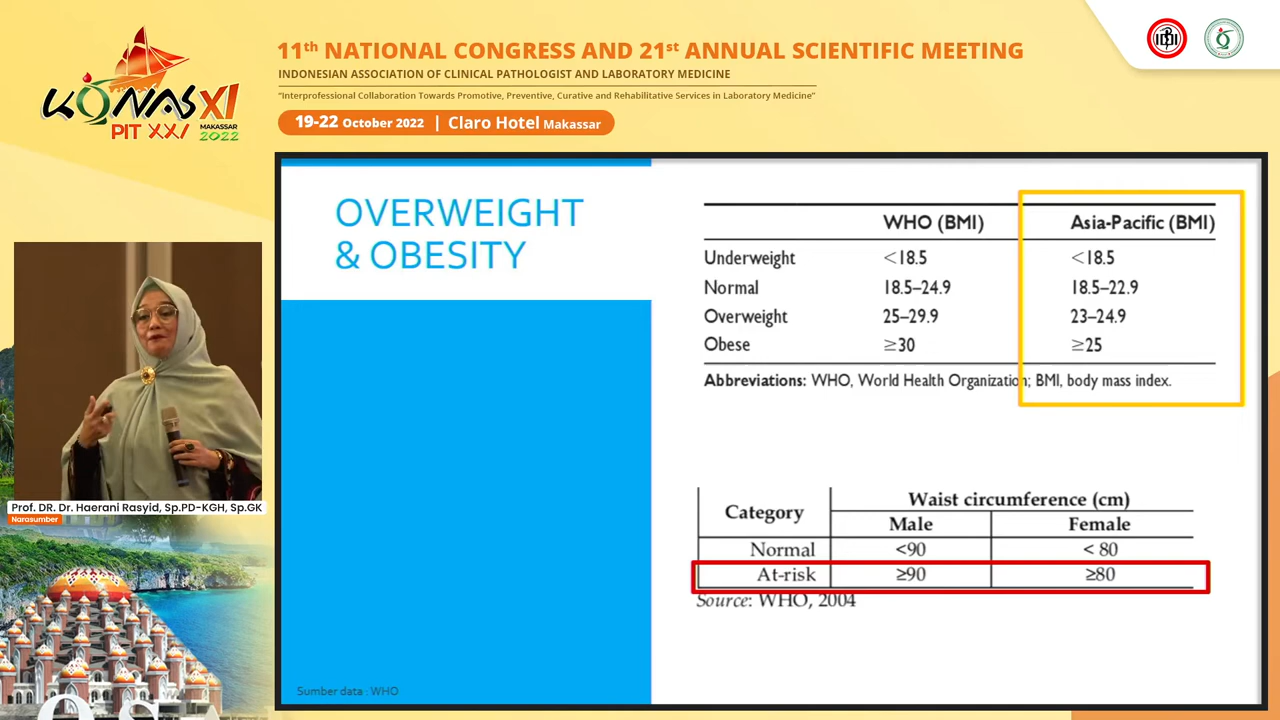 11th NATIONAL CONGRESS AND 21st ANNUAL SCIENTIFIC MEETING
INDONESIAN ASSOCIATION OF CLINICAL PATHOLOGIST AND LABORATORY MEDICINE
"Interprofessional Collaboration Towards Promotive, Preventive, Curative and Rehabilitative Services in Laboratory Medicine"
19-22 October 2022 | Claro Hotel Makassar
KONAS XI
PIT XXI MAKASSAR 2022
IDI
OVERWEIGHT
& OBESITY
WHO (BMI) Asia-Pacific (BMI)
Underweight <18.5 <18.5
Normal 18.5–24.9 18.5–22.9
Overweight 25–29.9 23–24.9
Obese ≥30 ≥25
Abbreviations: WHO, World Health Organization; BMI, body mass index.
Category Waist circumference (cm)
Male Female
Normal <90 < 80
At-risk ≥90 ≥80
Source: WHO, 2004
Sumber data : WHO
Prof. DR. Dr. Haerani Rasyid, Sp.PD-KGH, Sp.GK
Narasumber